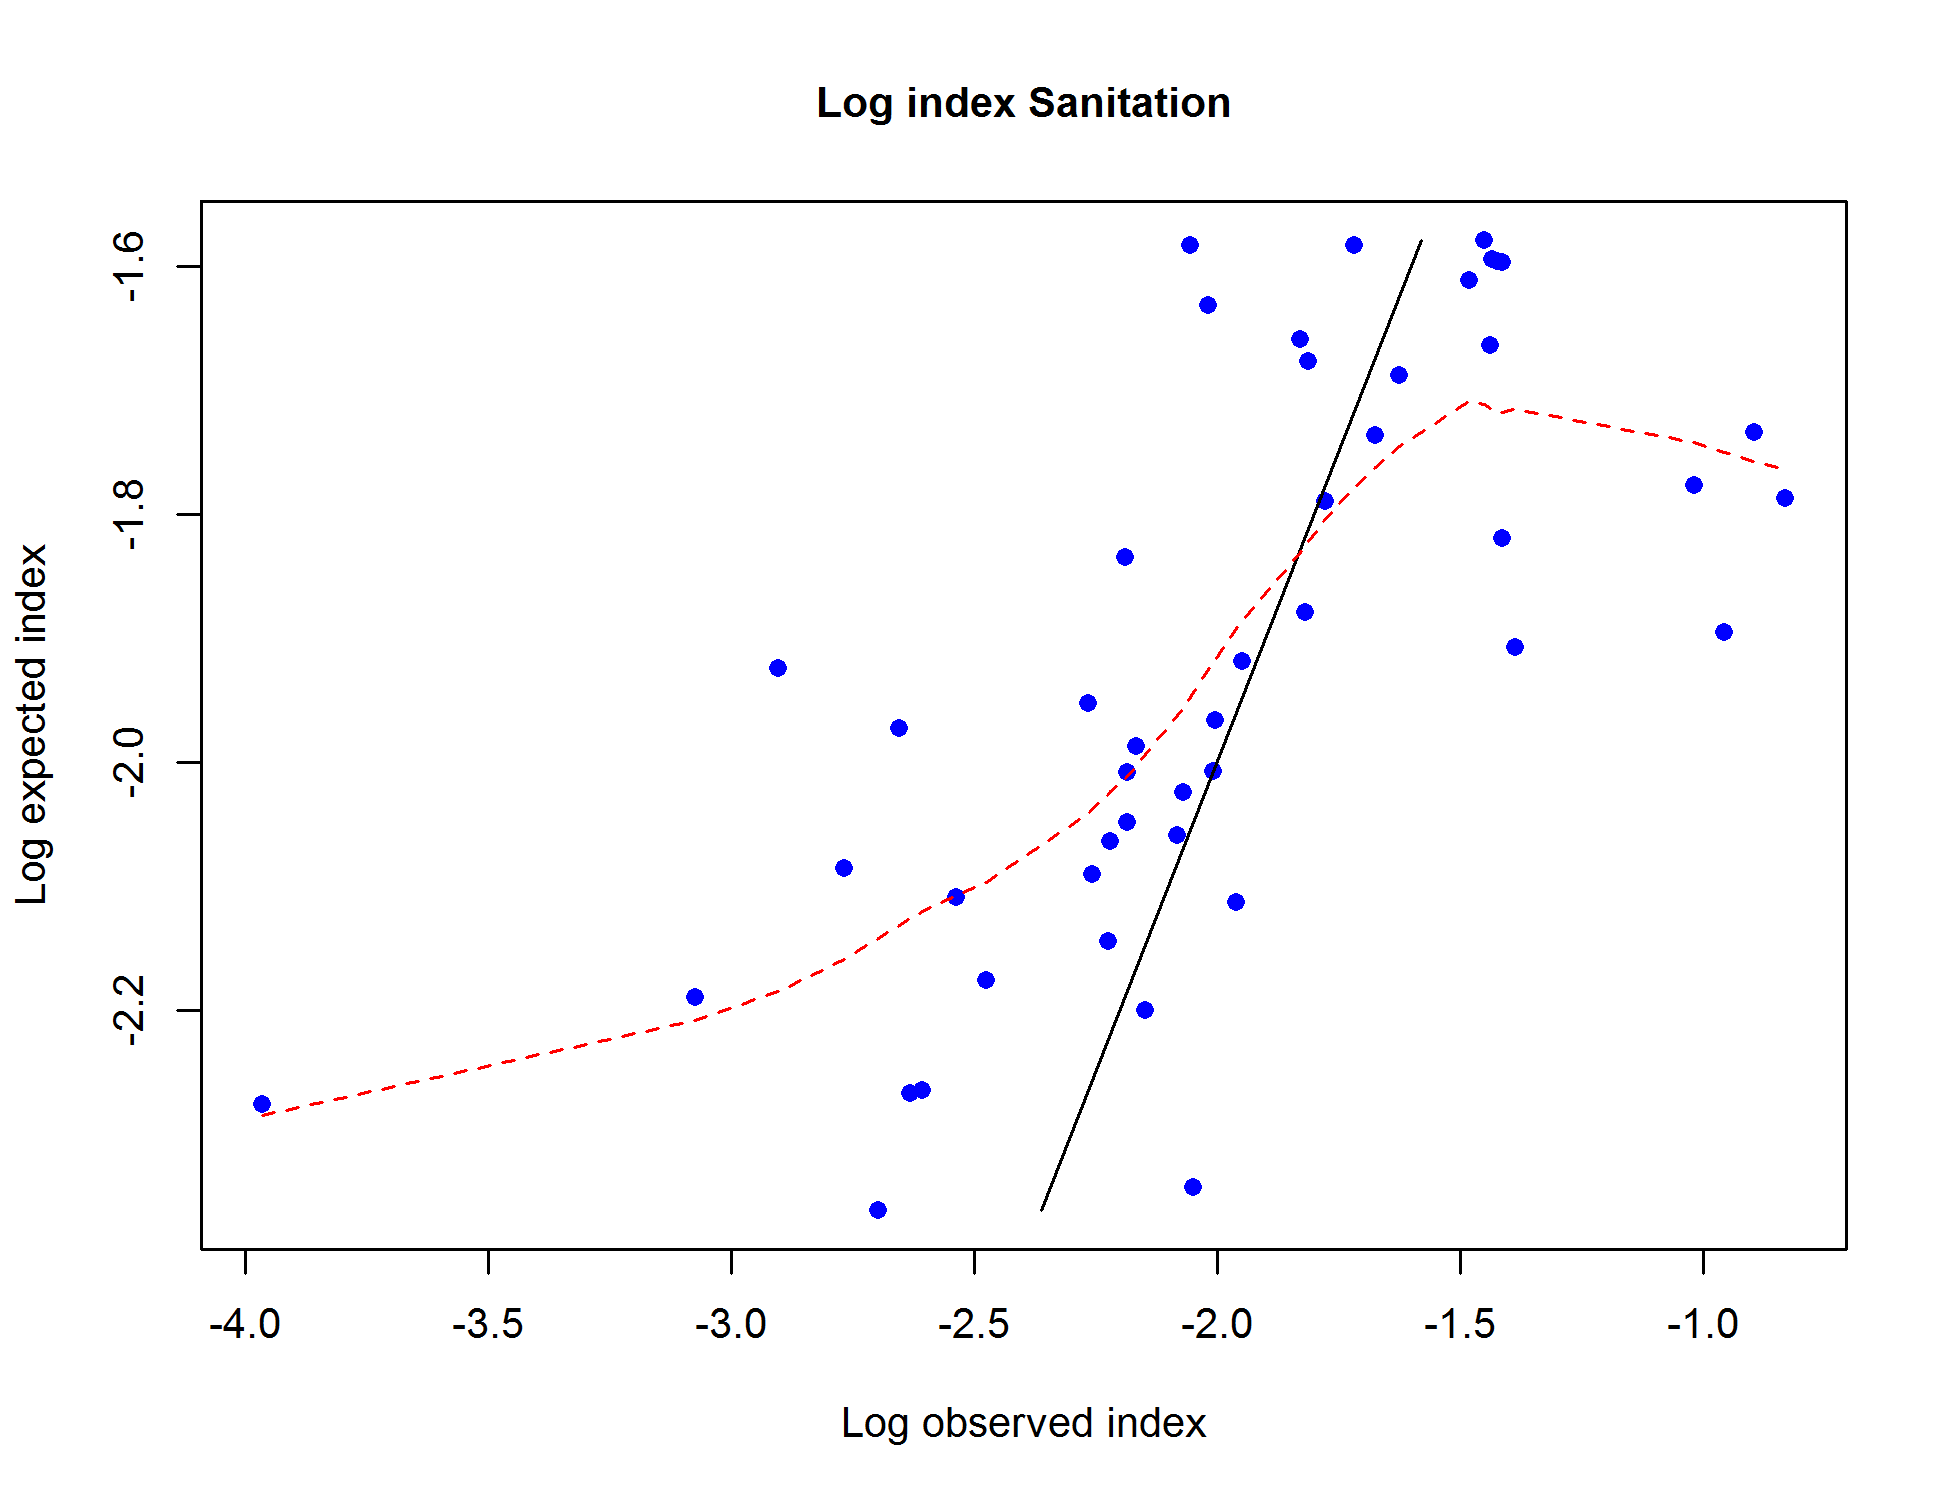 Log index Sanitation
Log expected index
-1.6
-1.8
-2.0
-2.2
-4.0 -3.5 -3.0 -2.5 -2.0 -1.5 -1.0
Log observed index